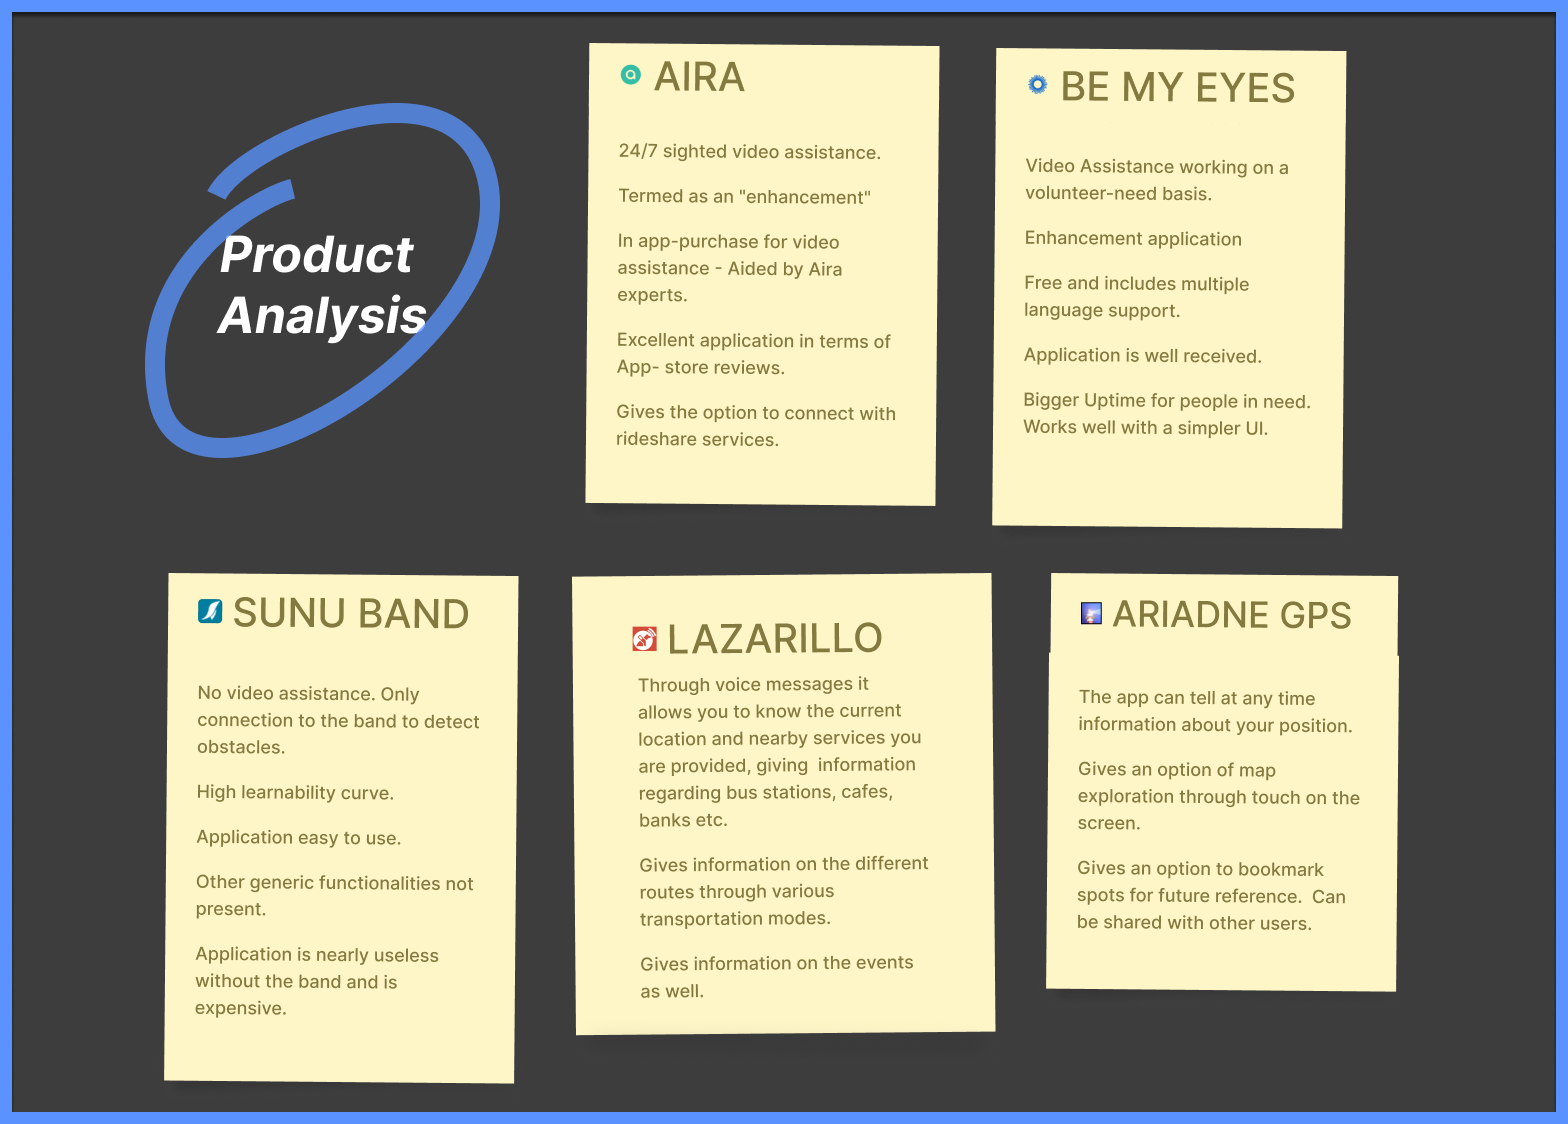 Product
Analysis
AIRA
24/7 sighted video assistance.
Termed as an "enhancement"
In app-purchase for video
assistance - Aided by Aira
experts.
Excellent application in terms of
App- store reviews.
Gives the option to connect with
rideshare services.
BE MY EYES
Video Assistance working on a
volunteer-need basis.
Enhancement application
Free and includes multiple
language support.
Application is well received.
Bigger Uptime for people in need.
Works well with a simpler UI.
SUNU BAND
No video assistance. Only
connection to the band to detect
obstacles.
High learnability curve.
Application easy to use.
Other generic functionalities not
present.
Application is nearly useless
without the band and is
expensive.
LAZARILLO
Through voice messages it
allows you to know the current
location and nearby services you
are provided, giving  information
regarding bus stations, cafes,
banks etc.
Gives information on the different
routes through various
transportation modes.
Gives information on the events
as well.
ARIADNE GPS
The app can tell at any time
information about your position.
Gives an option of map
exploration through touch on the
screen.
Gives an option to bookmark
spots for future reference.  Can
be shared with other users.